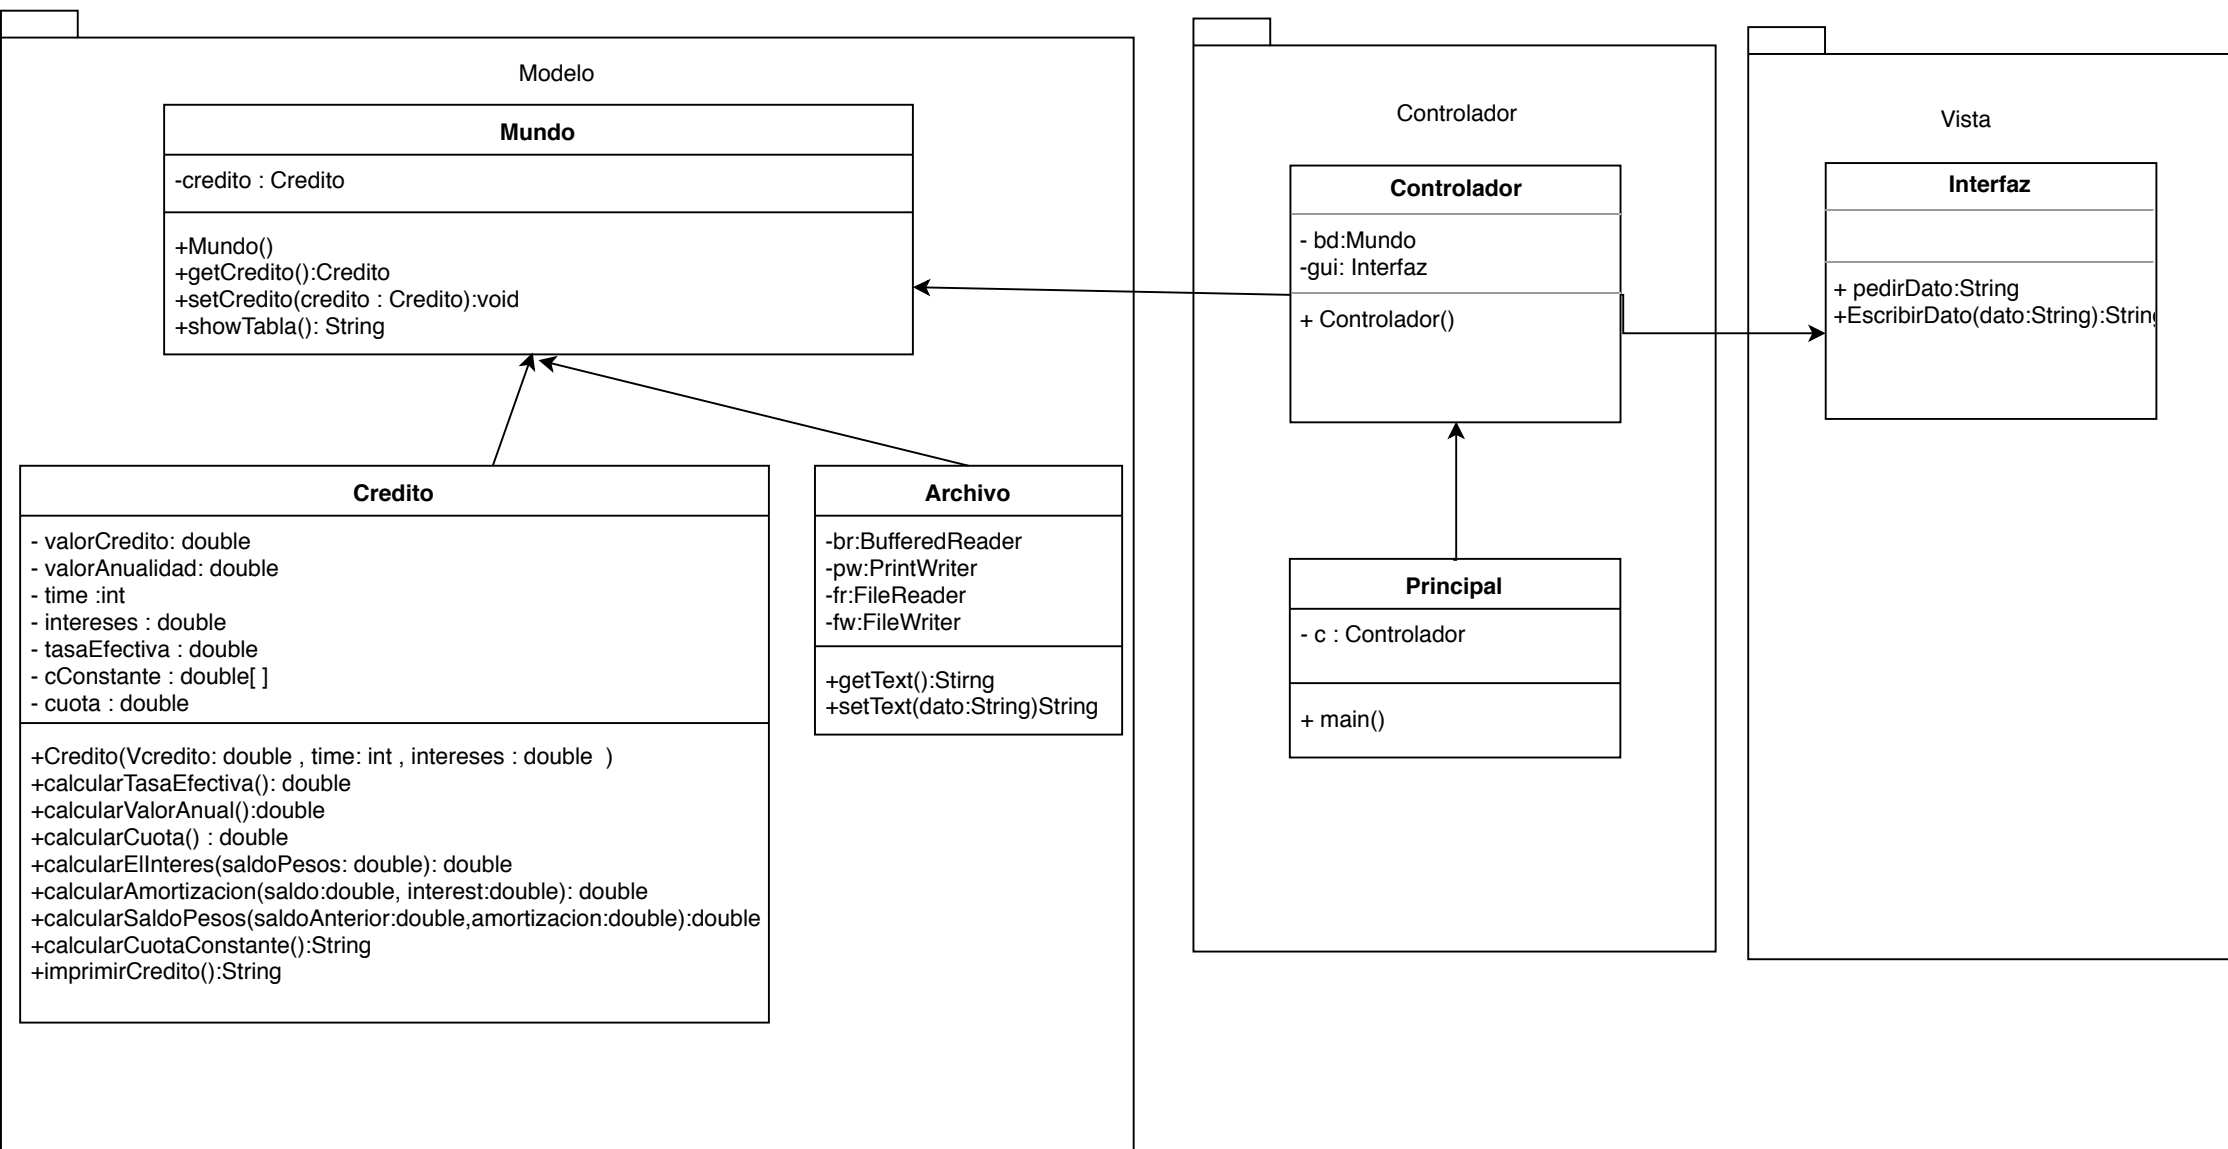 Modelo
Mundo
-credito : Credito
+Mundo()
+getCredito():Credito
+setCredito(credito : Credito):void
+showTabla(): String
Credito
- valorCredito: double
- valorAnualidad: double
- time :int
- intereses : double
- tasaEfectiva : double
- cConstante : double[ ]
- cuota : double
+Credito(Vcredito: double , time: int , intereses : double  )
+calcularTasaEfectiva(): double
+calcularValorAnual():double
+calcularCuota() : double
+calcularElInteres(saldoPesos: double): double
+calcularAmortizacion(saldo:double, interest:double): double
+calcularSaldoPesos(saldoAnterior:double,amortizacion:double):double
+calcularCuotaConstante():String
+imprimirCredito():String
Archivo
-br:BufferedReader
-pw:PrintWriter
-fr:FileReader
-fw:FileWriter
+getText():Stirng
+setText(dato:String)String
Controlador
Controlador
- bd:Mundo
-gui: Interfaz
+ Controlador()
Principal
- c : Controlador
+ main()
Vista
Interfaz
+ pedirDato:String
+EscribirDato(dato:String):String